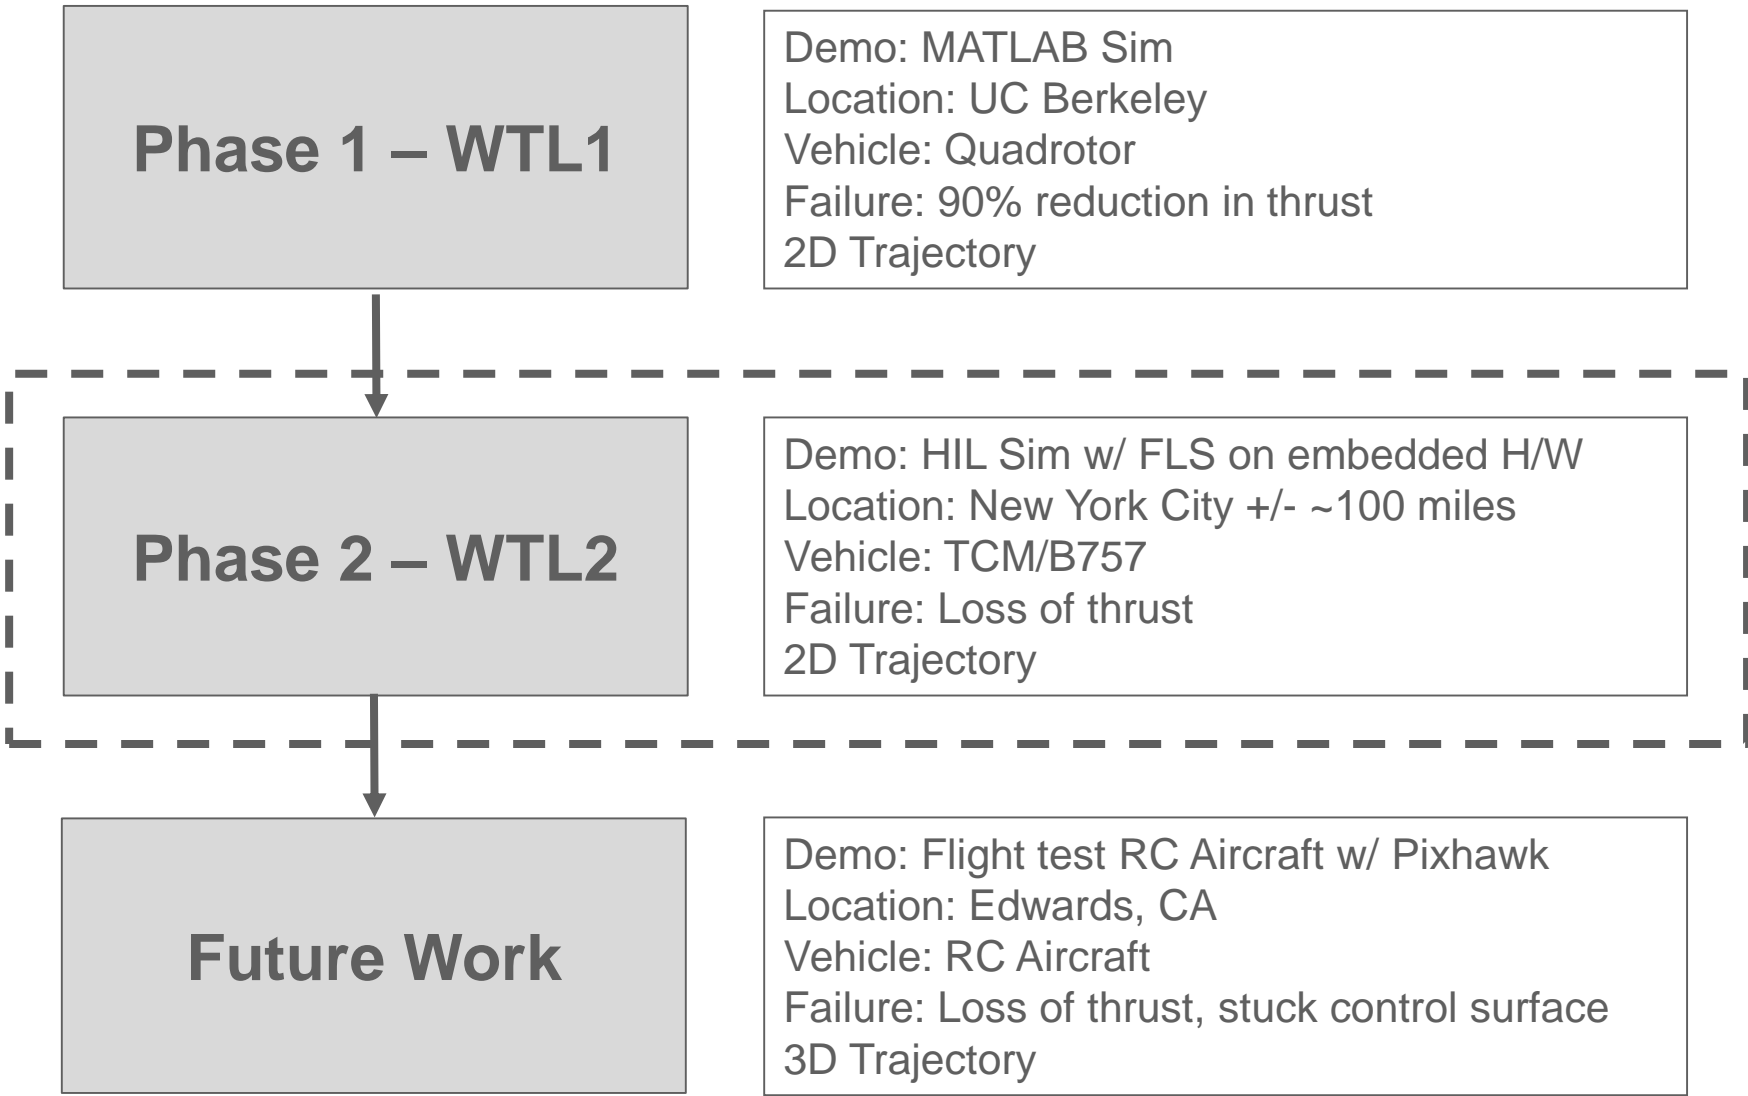 Phase 1 – WTL1
Demo: MATLAB Sim
Location: UC Berkeley
Vehicle: Quadrotor
Failure: 90% reduction in thrust
2D Trajectory
Phase 2 – WTL2
Demo: HIL Sim w/ FLS on embedded H/W
Location: New York City +/- ~100 miles
Vehicle: TCM/B757
Failure: Loss of thrust
2D Trajectory
Future Work
Demo: Flight test RC Aircraft w/ Pixhawk
Location: Edwards, CA
Vehicle: RC Aircraft
Failure: Loss of thrust, stuck control surface
3D Trajectory